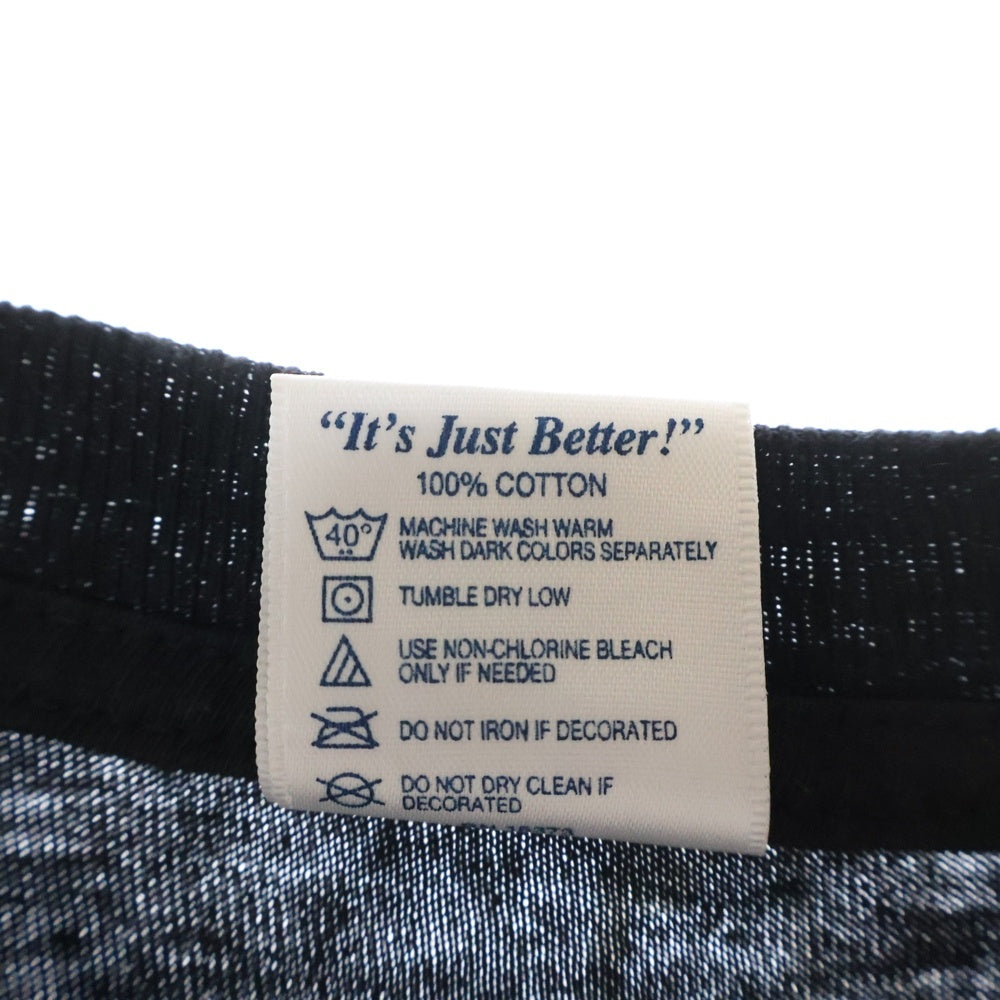 “It's Just Better!”
100% COTTON
40°
MACHINE WASH WARM
WASH DARK COLORS SEPARATELY
TUMBLE DRY LOW
USE NON-CHLORINE BLEACH
ONLY IF NEEDED
DO NOT IRON IF DECORATED
DO NOT DRY CLEAN IF
DECORATED